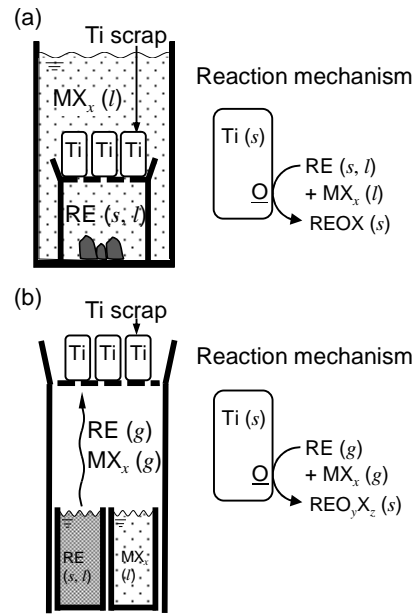 (a)
Ti scrap
MXₓ (l)
Ti Ti Ti
RE (s, l)
Reaction mechanism
Ti (s)
O
RE (s, l)
+ MXₓ (l)
REOX (s)
(b)
Ti scrap
Ti Ti Ti
RE (g)
MXₓ (g)
RE
(s, l)
MXₓ
(l)
Reaction mechanism
Ti (s)
O
RE (g)
+ MXₓ (g)
REO_yX_z (s)